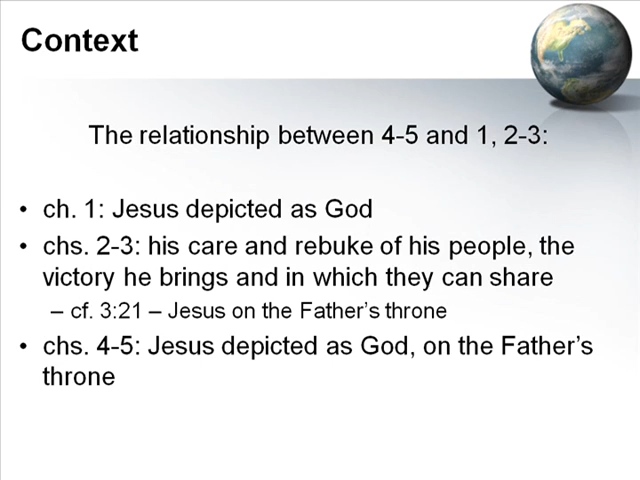 Context
The relationship between 4-5 and 1, 2-3:
• ch. 1: Jesus depicted as God
• chs. 2-3: his care and rebuke of his people, the
victory he brings and in which they can share
– cf. 3:21 – Jesus on the Father’s throne
• chs. 4-5: Jesus depicted as God, on the Father’s
throne